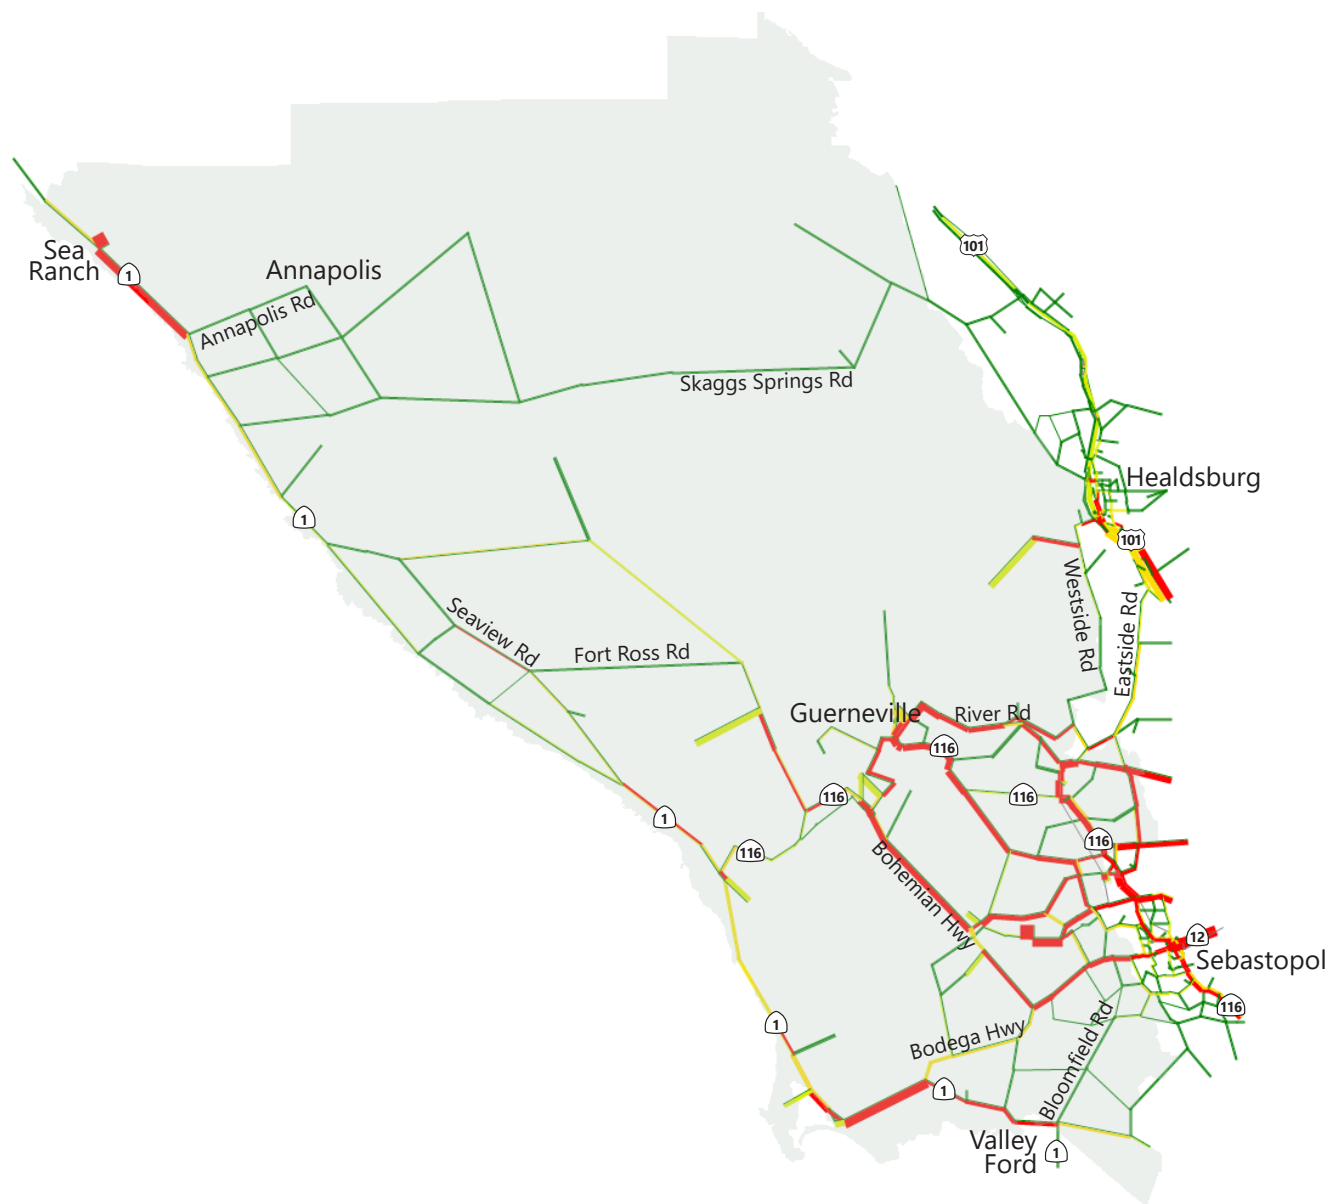 101
Sea
Ranch
1
Annapolis
Annapolis Rd
Skaggs Springs Rd
Healdsburg
1
101
Westside Rd
Eastside Rd
Seaview Rd
Fort Ross Rd
Guerneville
River Rd
116
116
116
1
116
116
Bohemian Hwy
12
Sebastopol
116
1
Bodega Hwy
Bloomfield Rd
1
Valley
Ford
1